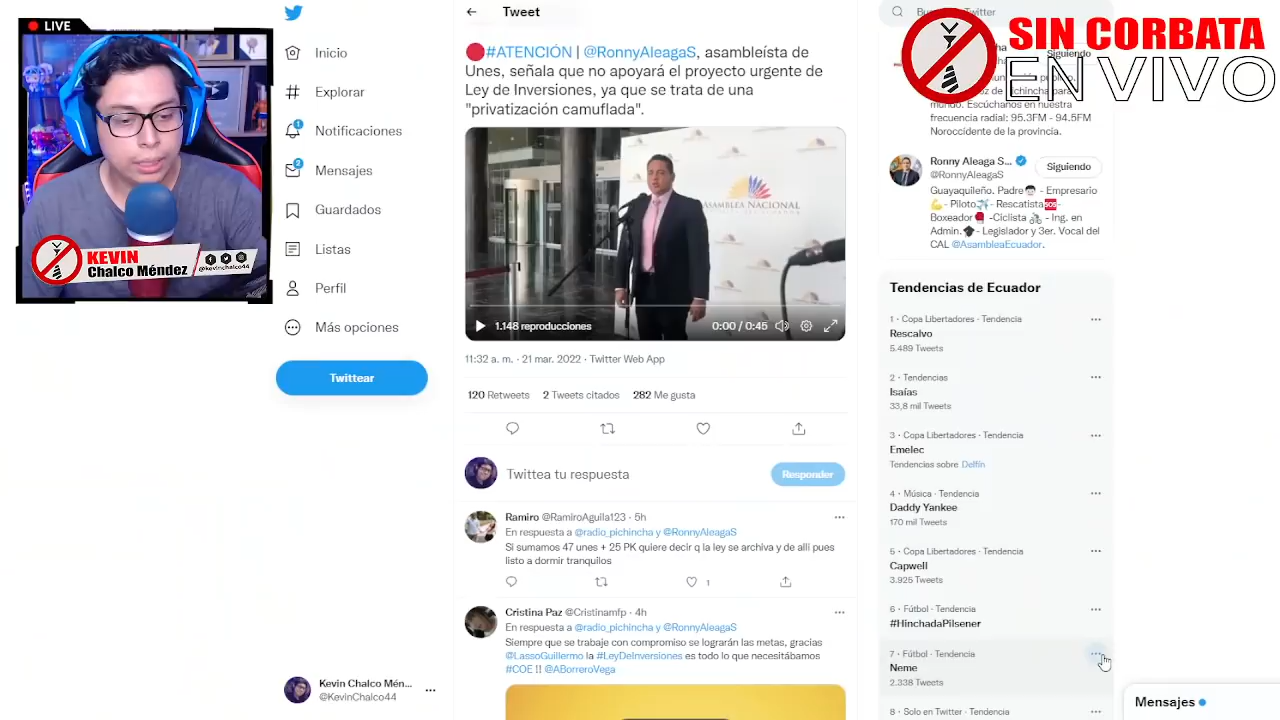 LIVE
KEVIN
Chalco Méndez
@kevinchalco44
SIN CORBATA
EN VIVO
Inicio
Explorar
Notificaciones
1
Mensajes
2
Guardados
Listas
Perfil
Más opciones
Twittear
Kevin Chalco Mén...
@KevinChalco44
Tweet
#ATENCIÓN | @RonnyAleagaS, asambleísta de
Unes, señala que no apoyará el proyecto urgente de
Ley de Inversiones, ya que se trata de una
"privatización camuflada".
ASAMBLEA NACIONAL
1.148 reproducciones
0:00 / 0:45
11:32 a. m. · 21 mar. 2022 · Twitter Web App
120 Retweets 2 Tweets citados 282 Me gusta
Twittea tu respuesta
Responder
Ramiro @RamiroAguila123 · 5h
En respuesta a @radio_pichincha y @RonnyAleagaS
Si sumamos 47 unes + 25 PK quiere decir q la ley se archiva y de allí pues
listo a dormir tranquilos
1
Cristina Paz @Cristinamfp · 4h
En respuesta a @radio_pichincha y @RonnyAleagaS
Siempre que se trabaje con compromiso se lograrán las metas, gracias
@LassoGuillermo la #LeyDeInversiones es todo lo que necesitábamos
#COE !! @ABorreroVega
Siguiendo
mundo. Escúchanos en nuestra
frecuencia radial: 95.3FM - 94.5FM
Noroccidente de la provincia.
Ronny Aleaga S...
@RonnyAleagaS
Siguiendo
Guayaquileño. Padre - Empresario
- Piloto - Rescatista SOS -
Boxeador -Ciclista - Ing. en
Admin. - Legislador y 3er. Vocal del
CAL @AsambleaEcuador.
Tendencias de Ecuador
1 · Copa Libertadores · Tendencia
Rescalvo
5.489 Tweets
2 · Tendencias
Isaías
33,8 mil Tweets
3 · Copa Libertadores · Tendencia
Emelec
Tendencias sobre Delfín
4 · Música · Tendencia
Daddy Yankee
170 mil Tweets
5 · Copa Libertadores · Tendencia
Capwell
3.925 Tweets
6 · Fútbol · Tendencia
#HinchadaPilsener
7 · Fútbol · Tendencia
Neme
2.338 Tweets
8 · Solo en Twitter · Tendencia
Mensajes